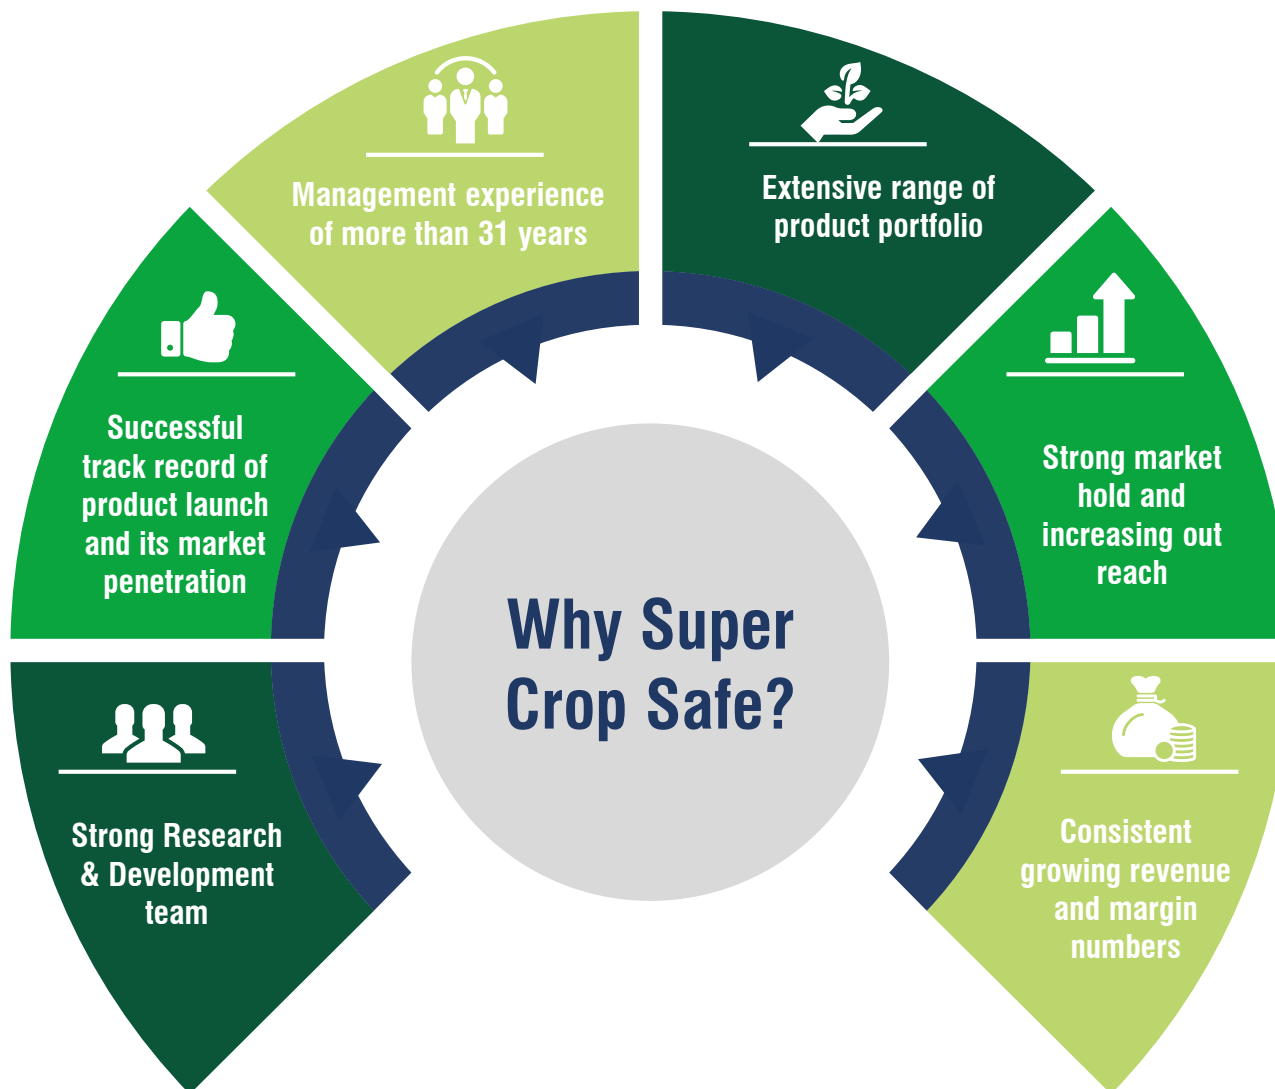 Management experience
of more than 31 years
Extensive range of
product portfolio
Successful
track record of
product launch
and its market
penetration
Strong market
hold and
increasing out
reach
Why Super
Crop Safe?
Strong Research
& Development
team
Consistent
growing revenue
and margin
numbers